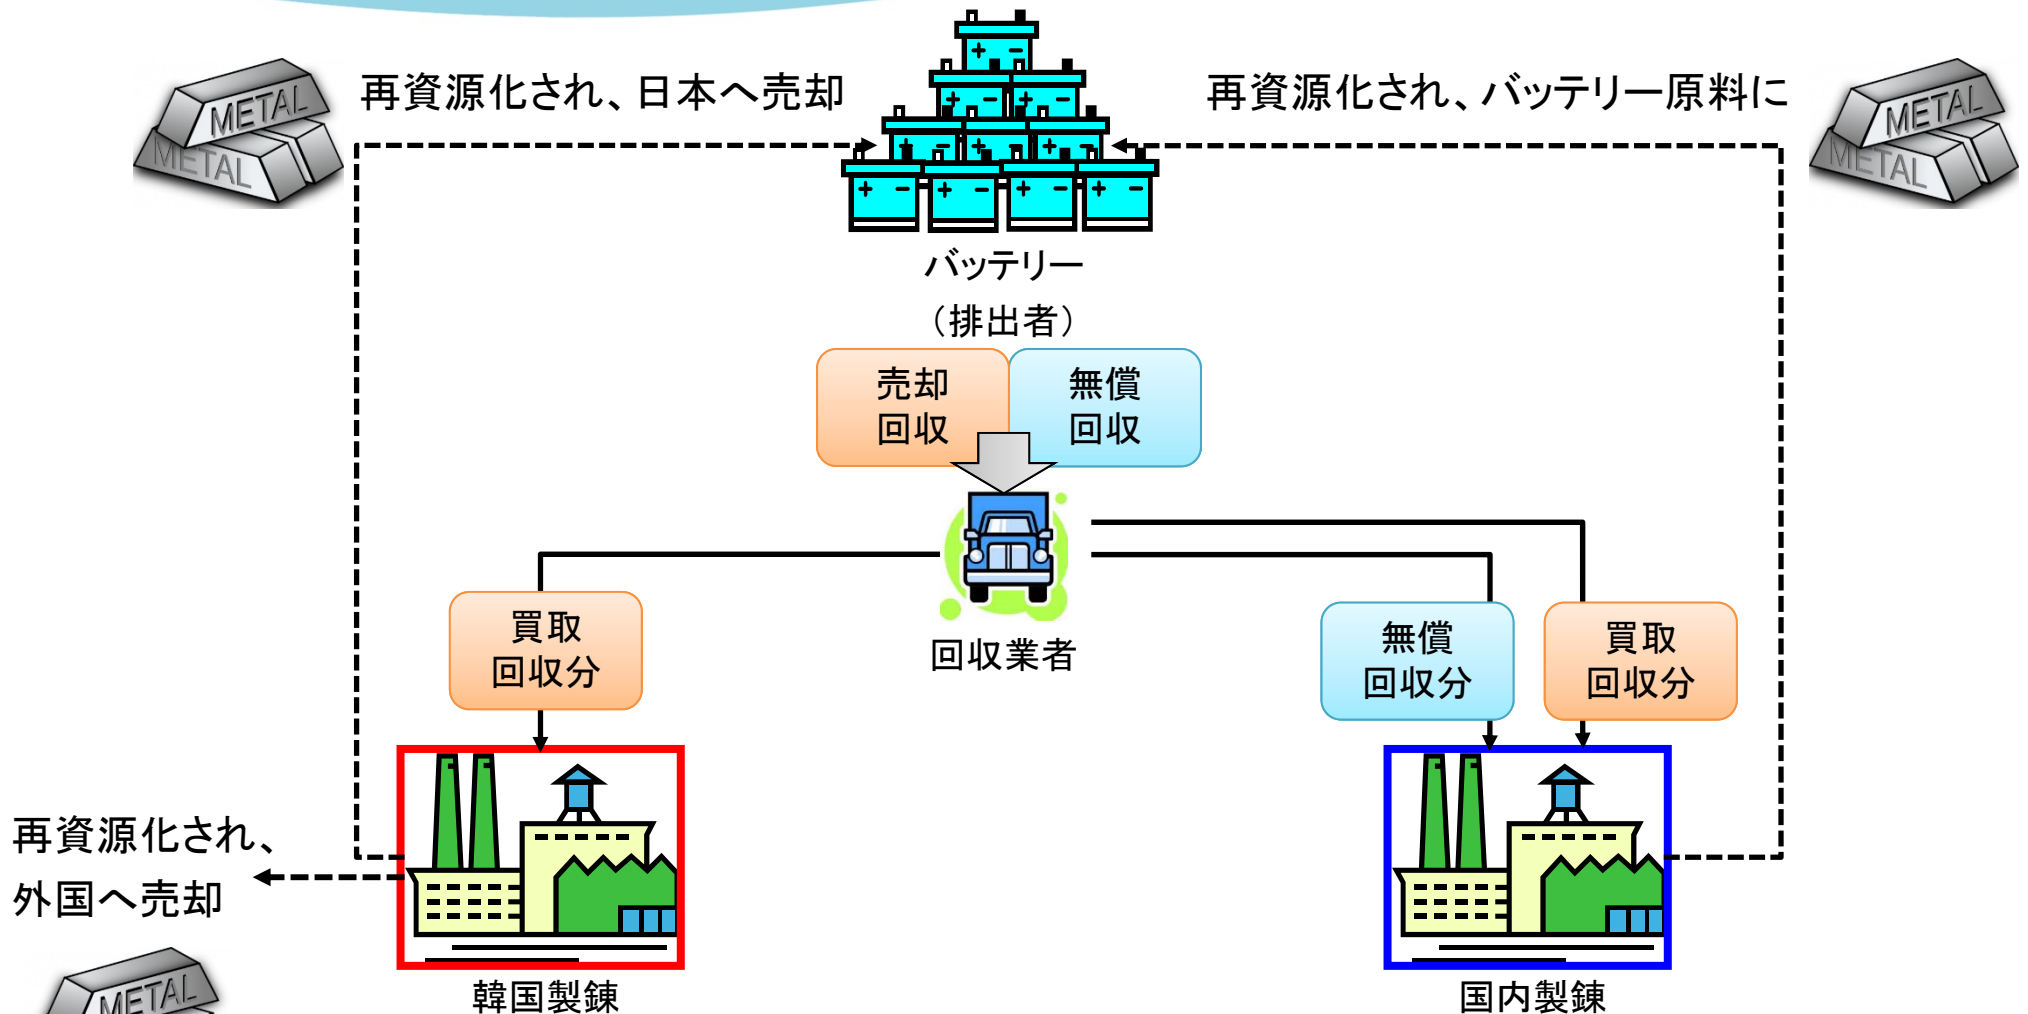 再資源化され、日本へ売却
再資源化され、バッテリー原料に
METAL
METAL
METAL
METAL
バッテリー
（排出者）
売却
回収
無償
回収
回収業者
買取
回収分
無償
回収分
買取
回収分
再資源化され、
外国へ売却
METAL
韓国製錬
国内製錬